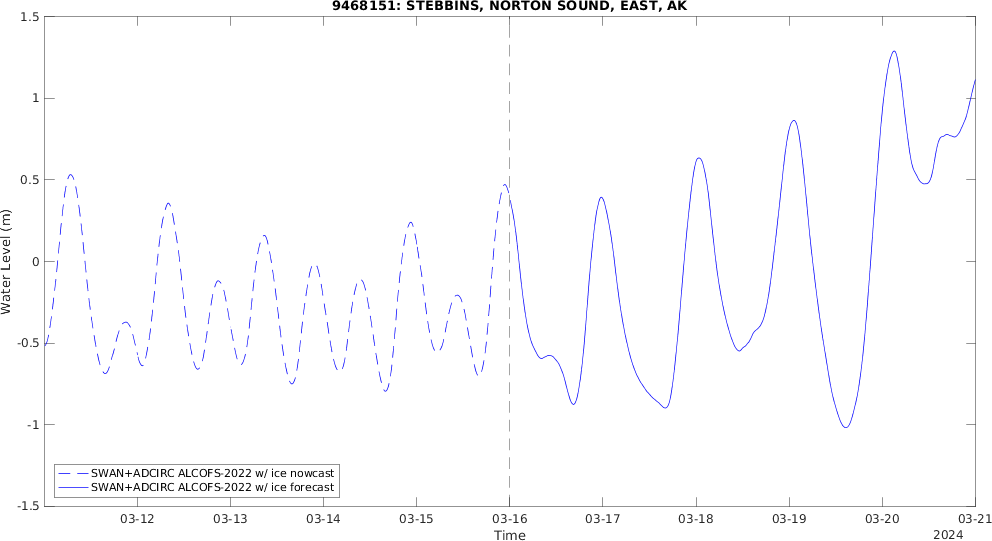 9468151: STEBBINS, NORTON SOUND, EAST, AK
1.5
1
0.5
0
-0.5
-1
-1.5
Water Level (m)
SWAN+ADCIRC ALCOFS-2022 w/ ice nowcast
SWAN+ADCIRC ALCOFS-2022 w/ ice forecast
03-12 03-13 03-14 03-15 03-16 03-17 03-18 03-19 03-20 03-21
Time
2024